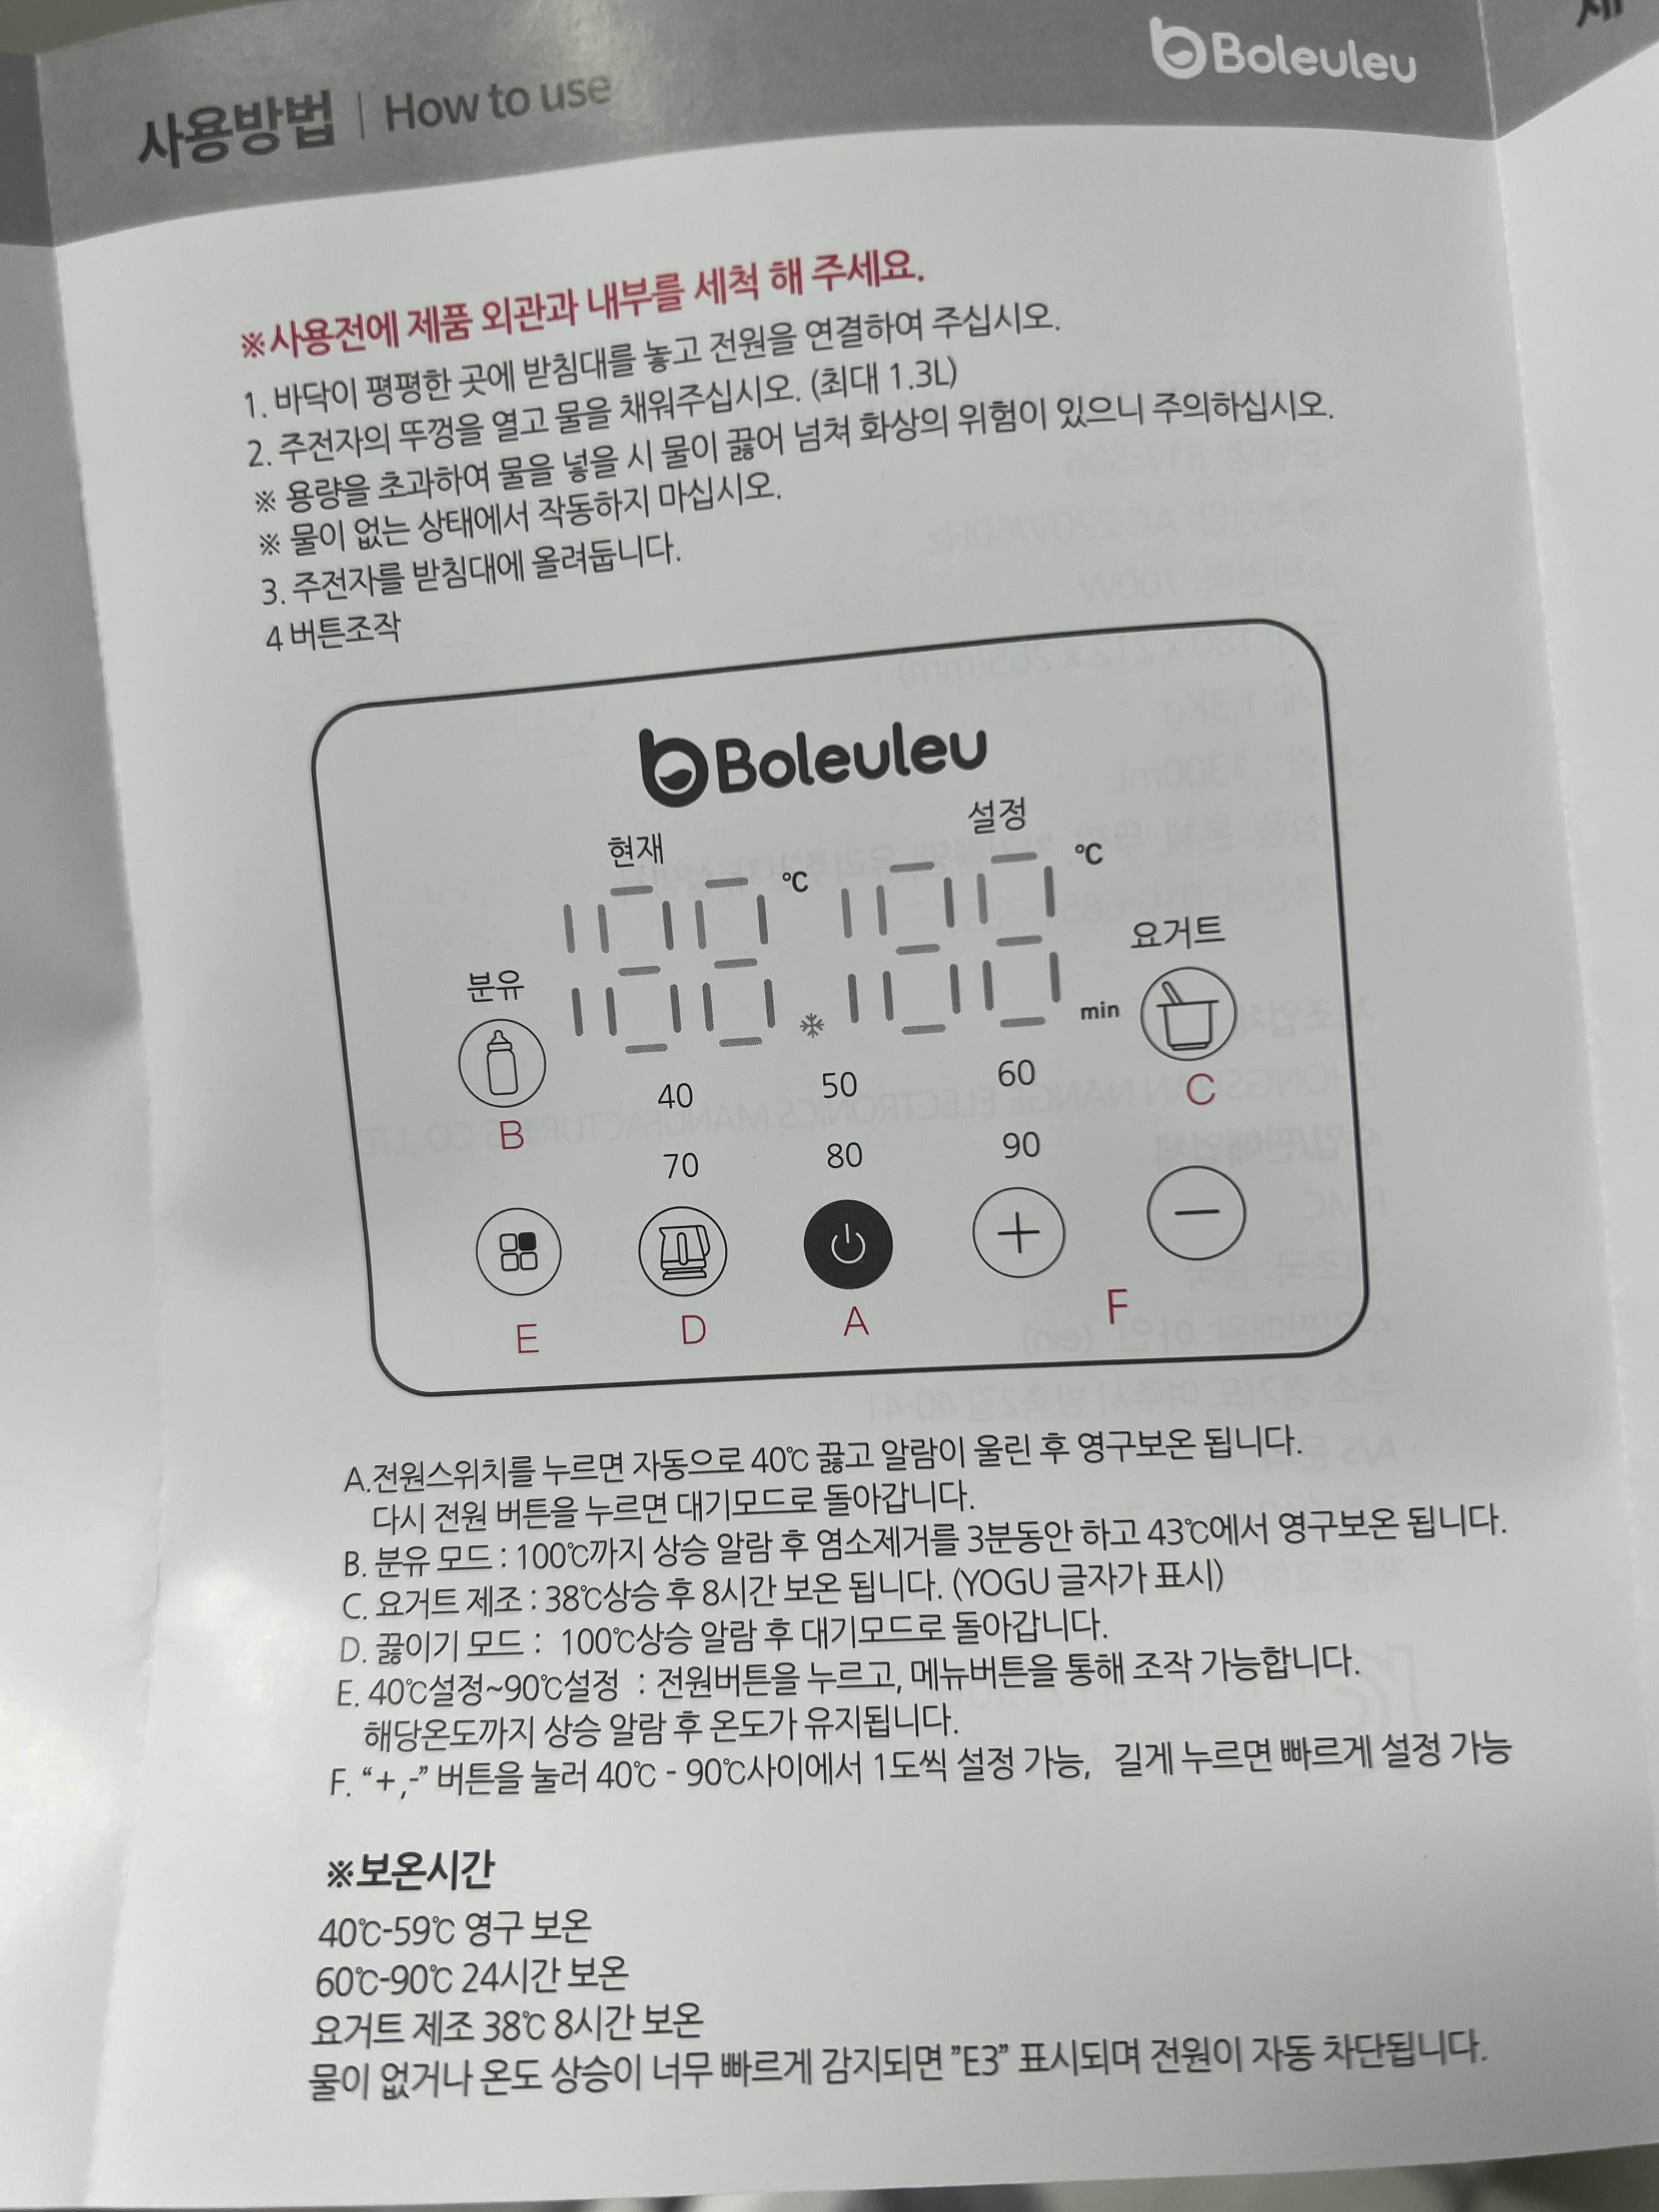 사용방법 | How to use
Boleuleu
※사용전에 제품 외관과 내부를 세척 해 주세요.
1. 바닥이 평평한 곳에 받침대를 놓고 전원을 연결하여 주십시오.
2. 주전자의 뚜껑을 열고 물을 채워주십시오. (최대 1.3L)
※ 용량을 초과하여 물을 넣을 시 물이 끓어 넘쳐 화상의 위험이 있으니 주의하십시오.
※ 물이 없는 상태에서 작동하지 마십시오.
3. 주전자를 받침대에 올려둡니다.
4 버튼조작
Boleuleu
현재
설정
℃
℃
요거트
분유
min
40 50 60
C
B
70 80 90
E D A F
A.전원스위치를 누르면 자동으로 40℃ 끓고 알람이 울린 후 영구보온 됩니다.
다시 전원 버튼을 누르면 대기모드로 돌아갑니다.
B. 분유 모드 : 100℃까지 상승 알람 후 염소제거를 3분동안 하고 43℃에서 영구보온 됩니다.
C. 요거트 제조 : 38℃상승 후 8시간 보온 됩니다. (YOGU 글자가 표시)
D. 끓이기 모드 : 100℃상승 알람 후 대기모드로 돌아갑니다.
E. 40℃설정~90℃설정 : 전원버튼을 누르고, 메뉴버튼을 통해 조작 가능합니다.
해당온도까지 상승 알람 후 온도가 유지됩니다.
F. “+,-” 버튼을 눌러 40℃ - 90℃사이에서 1도씩 설정 가능, 길게 누르면 빠르게 설정 가능
※보온시간
40℃-59℃ 영구 보온
60℃-90℃ 24시간 보온
요거트 제조 38℃ 8시간 보온
물이 없거나 온도 상승이 너무 빠르게 감지되면 ”E3” 표시되며 전원이 자동 차단됩니다.